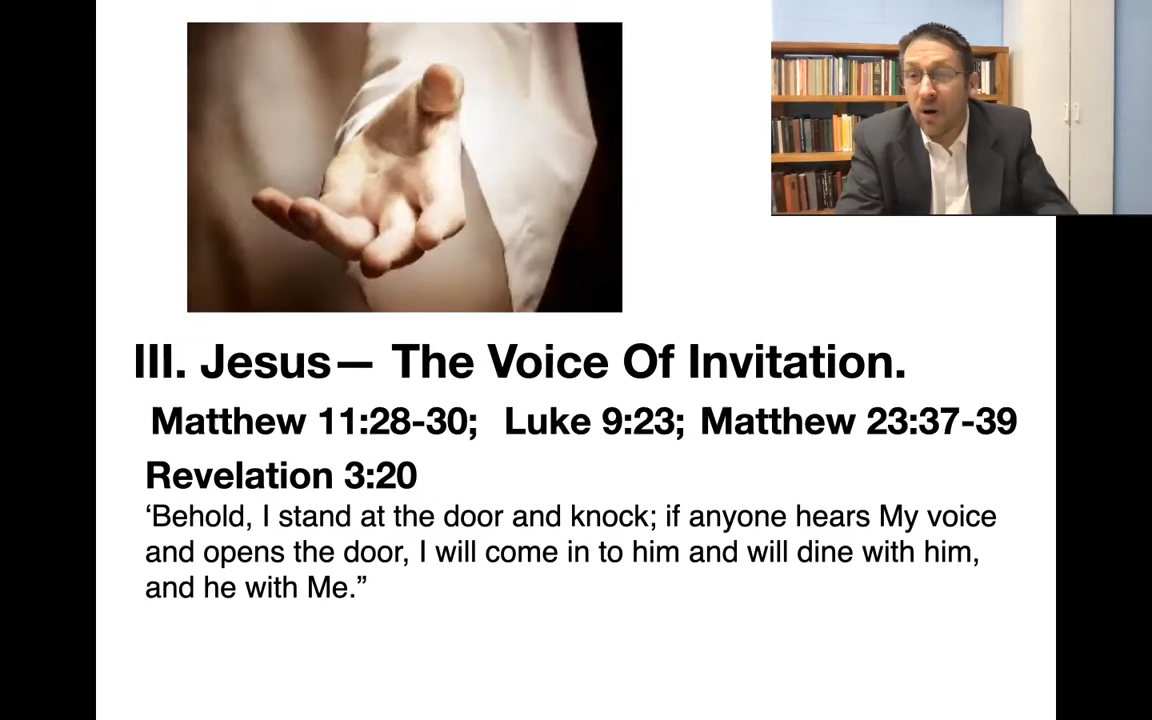 III. Jesus— The Voice Of Invitation.
Matthew 11:28-30; Luke 9:23; Matthew 23:37-39
Revelation 3:20
‘Behold, I stand at the door and knock; if anyone hears My voice
and opens the door, I will come in to him and will dine with him,
and he with Me.”